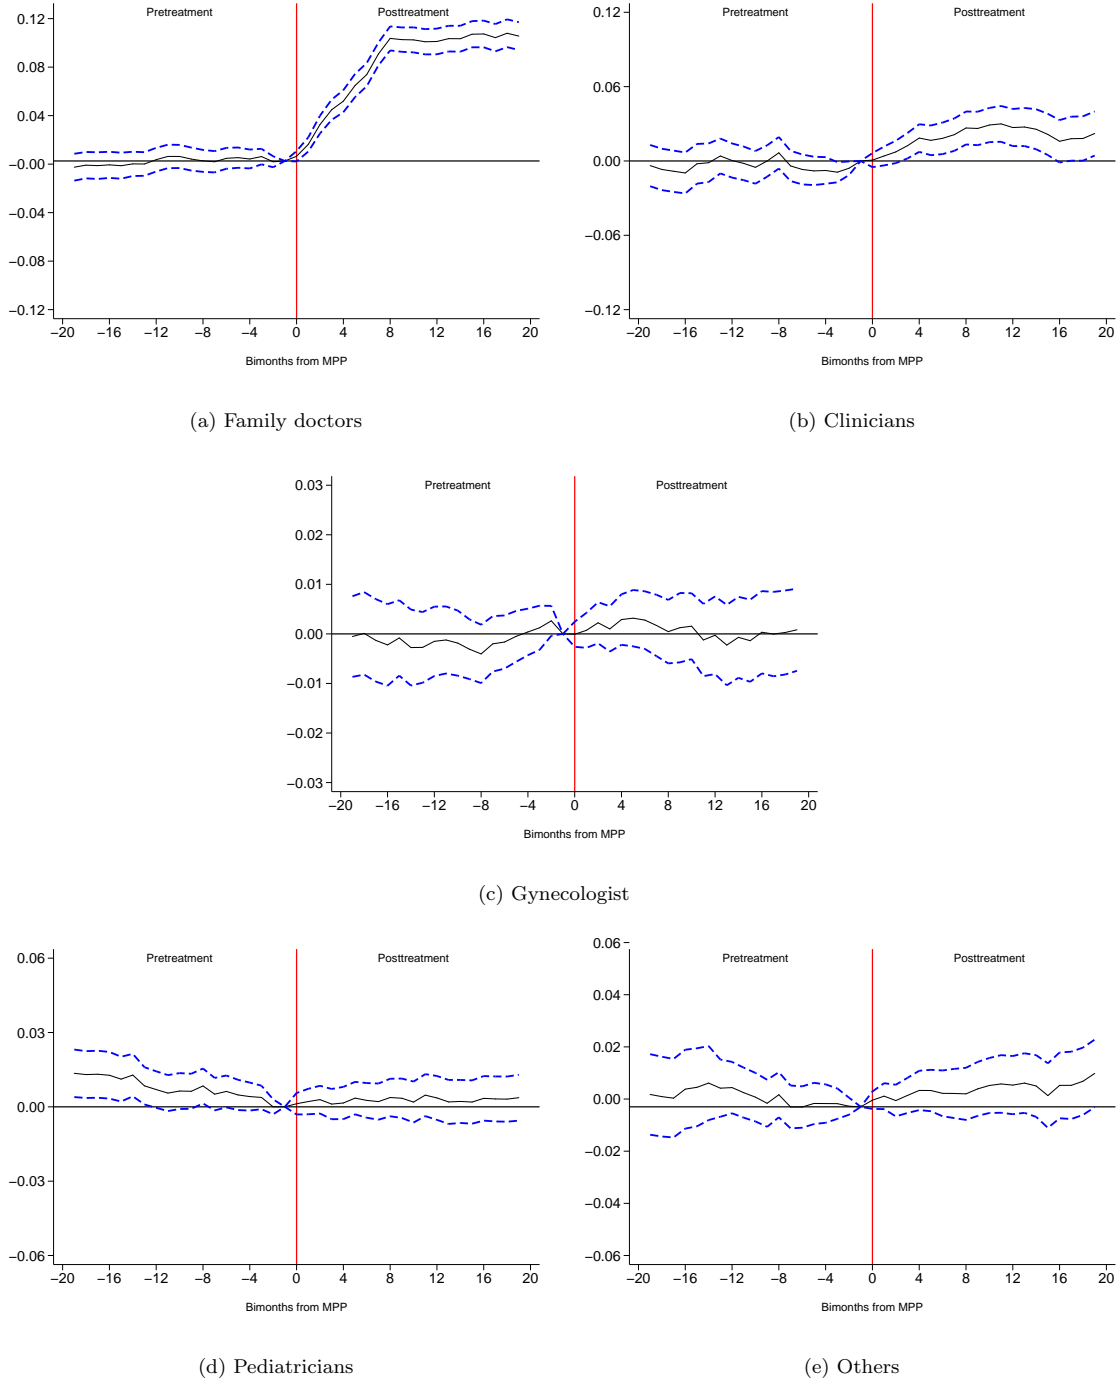 Pretreatment Posttreatment
0.12
0.08
0.04
−0.00
−0.04
−0.08
−0.12
−20 −16 −12 −8 −4 0 4 8 12 16 20
Bimonths from MPP
(a) Family doctors
Pretreatment Posttreatment
0.12
0.06
0.00
−0.06
−0.12
−20 −16 −12 −8 −4 0 4 8 12 16 20
Bimonths from MPP
(b) Clinicians
Pretreatment Posttreatment
0.03
0.02
0.01
0.00
−0.01
−0.02
−0.03
−20 −16 −12 −8 −4 0 4 8 12 16 20
Bimonths from MPP
(c) Gynecologist
Pretreatment Posttreatment
0.06
0.03
0.00
−0.03
−0.06
−20 −16 −12 −8 −4 0 4 8 12 16 20
Bimonths from MPP
(d) Pediatricians
0.06
Pretreatment Posttreatment
0.04
0.02
0.00
−0.02
−0.04
−0.06
−20 −16 −12 −8 −4 0 4 8 12 16 20
Bimonths from MPP
(e) Others